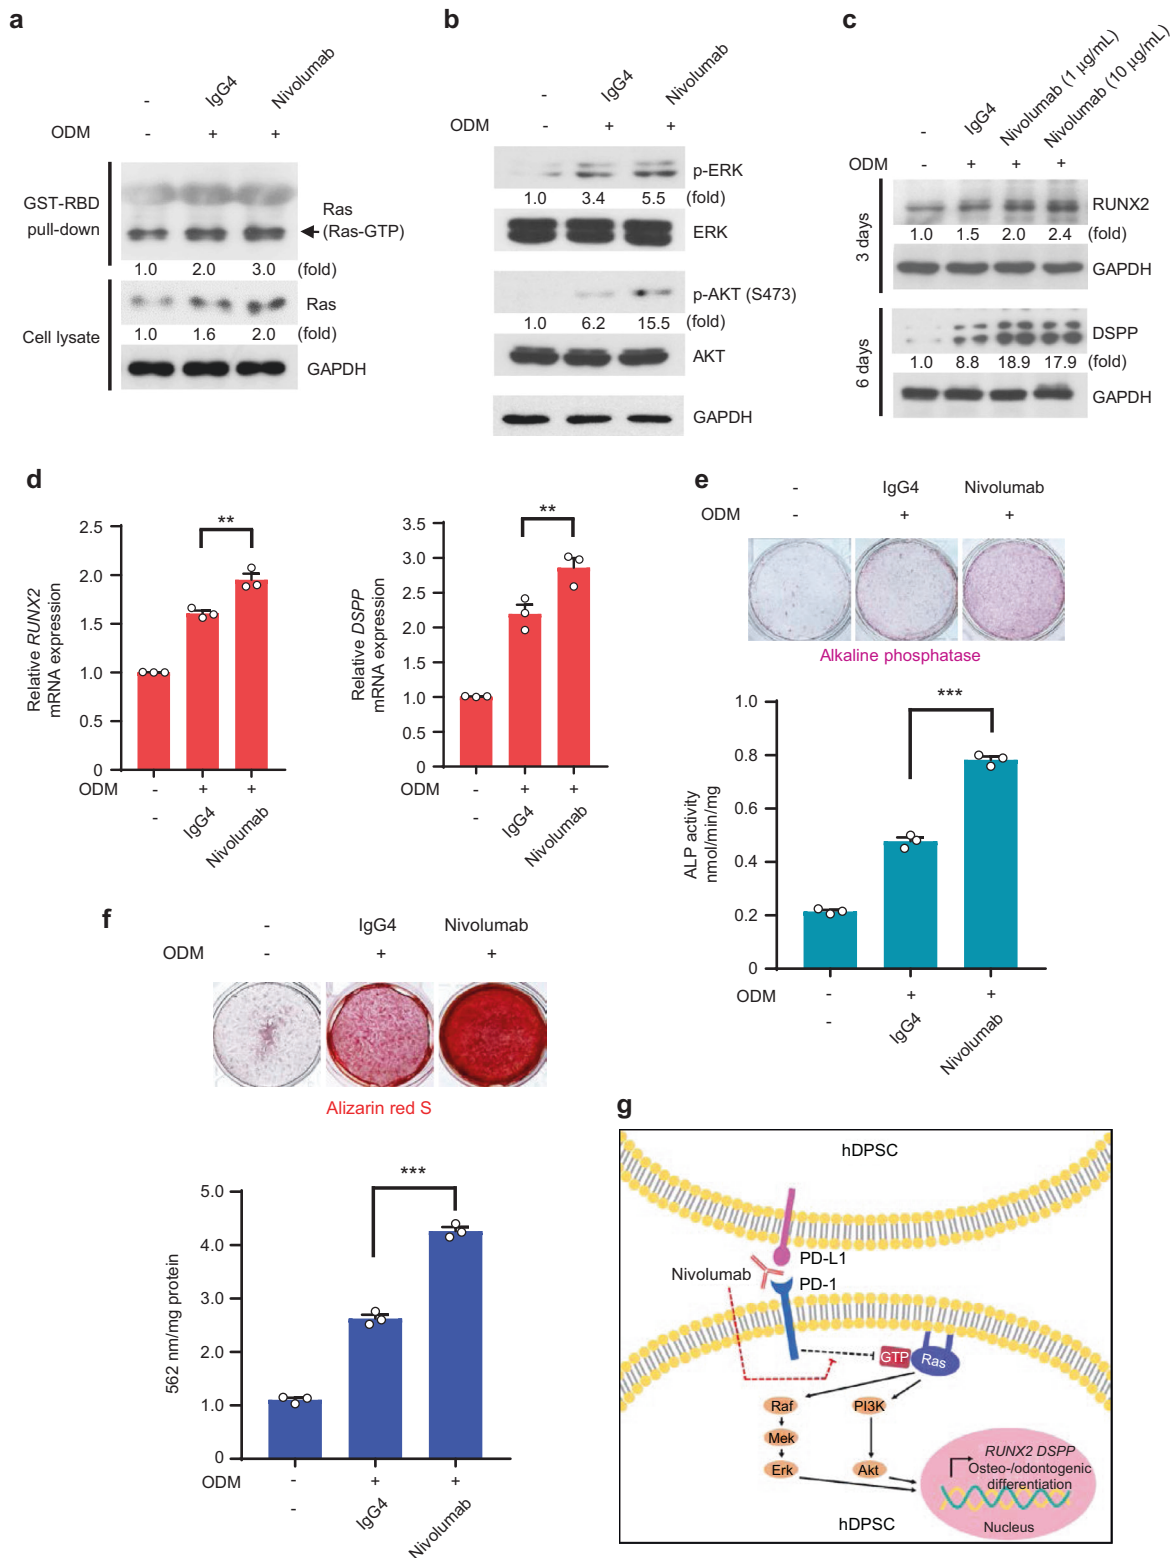 a
- IgG4 Nivolumab
ODM - + +
GST-RBD
pull-down
Ras
(Ras-GTP)
1.0 2.0 3.0 (fold)
Cell lysate
Ras
1.0 1.6 2.0 (fold)
GAPDH
b
- IgG4 Nivolumab
ODM - + +
p-ERK
1.0 3.4 5.5 (fold)
ERK
p-AKT (S473)
1.0 6.2 15.5 (fold)
AKT
GAPDH
c
- IgG4 Nivolumab (1 μg/mL) Nivolumab (10 μg/mL)
ODM - + + +
3 days
RUNX2
1.0 1.5 2.0 2.4 (fold)
GAPDH
6 days
DSPP
1.0 8.8 18.9 17.9 (fold)
GAPDH
d
Relative RUNX2
mRNA expression
2.5
2.0
1.5
1.0
0.5
0
**
ODM - + +
- IgG4 Nivolumab
Relative DSPP
mRNA expression
3.5
3.0
2.5
2.0
1.5
1.0
0.5
0
**
ODM - + +
- IgG4 Nivolumab
e
- IgG4 Nivolumab
ODM - + +
Alkaline phosphatase
ALP activity
nmol/min/mg
1.0
0.8
0.6
0.4
0.2
0
***
ODM - + +
- IgG4 Nivolumab
f
- IgG4 Nivolumab
ODM - + +
Alizarin red S
562 nm/mg protein
5.0
4.0
3.0
2.0
1.0
0
***
ODM - + +
- IgG4 Nivolumab
g
hDPSC
PD-L1
Nivolumab
PD-1
GTP Ras
Raf PI3K
Mek
Erk Akt
RUNX2 DSPP
Osteo-/odontogenic
differentiation
Nucleus
hDPSC